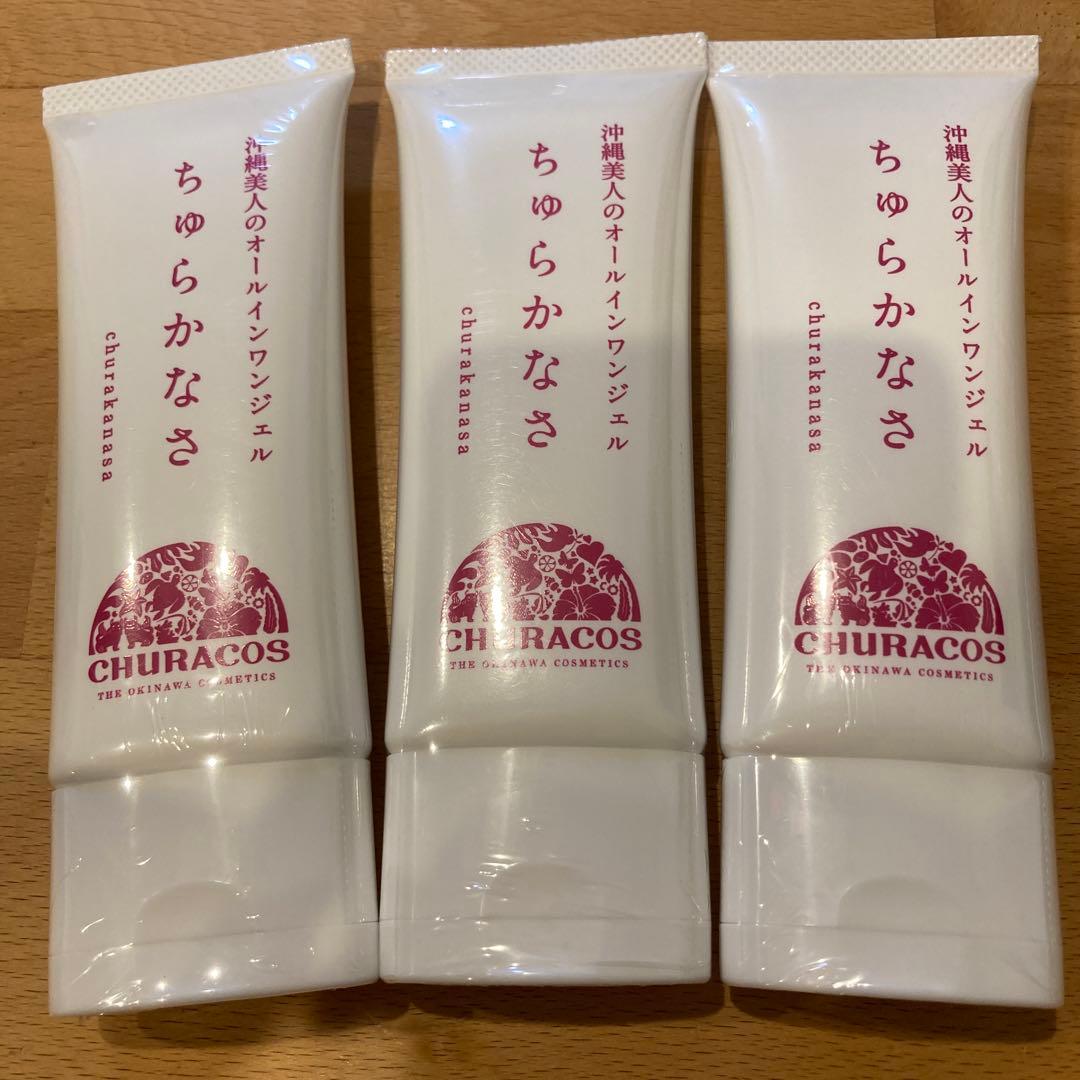 沖縄美人のオールインワンジェル
ちゅらかなさ
churakanasa
CHURACOS
THE OKINAWA COSMETICS
沖縄美人のオールインワンジェル
ちゅらかなさ
churakanasa
CHURACOS
THE OKINAWA COSMETICS
沖縄美人のオールインワンジェル
ちゅらかなさ
churakanasa
CHURACOS
THE OKINAWA COSMETICS